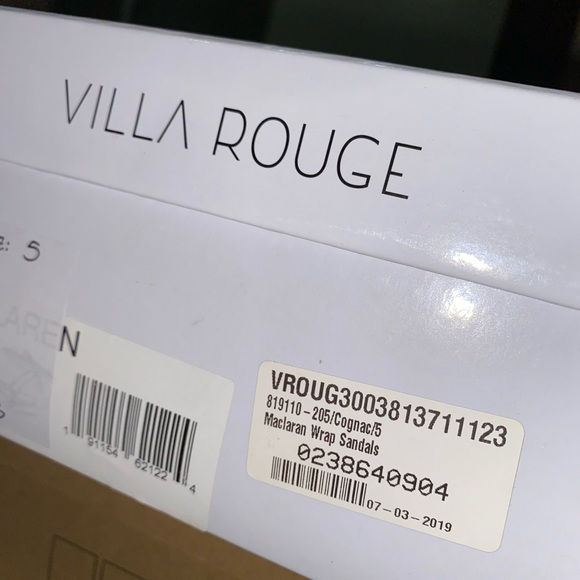 VILLA ROUGE
: 5
LAREN
1 91154 62122 4
VROUG3003813711123
819110-205/Cognac/5
Maclaran Wrap Sandals
0238640904
07-03-2019